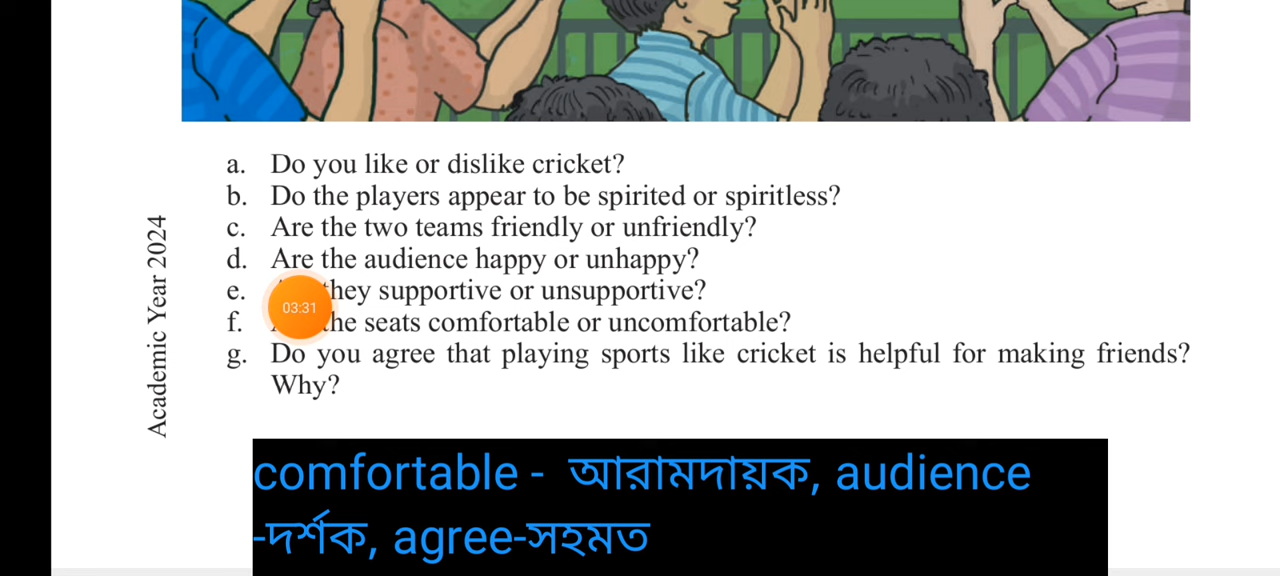 a. Do you like or dislike cricket?
b. Do the players appear to be spirited or spiritless?
c. Are the two teams friendly or unfriendly?
d. Are the audience happy or unhappy?
e. they supportive or unsupportive?
03:31
f. the seats comfortable or uncomfortable?
g. Do you agree that playing sports like cricket is helpful for making friends?
Why?
Academic Year 2024
comfortable - আরামদায়ক, audience
-দর্শক, agree-সহমত